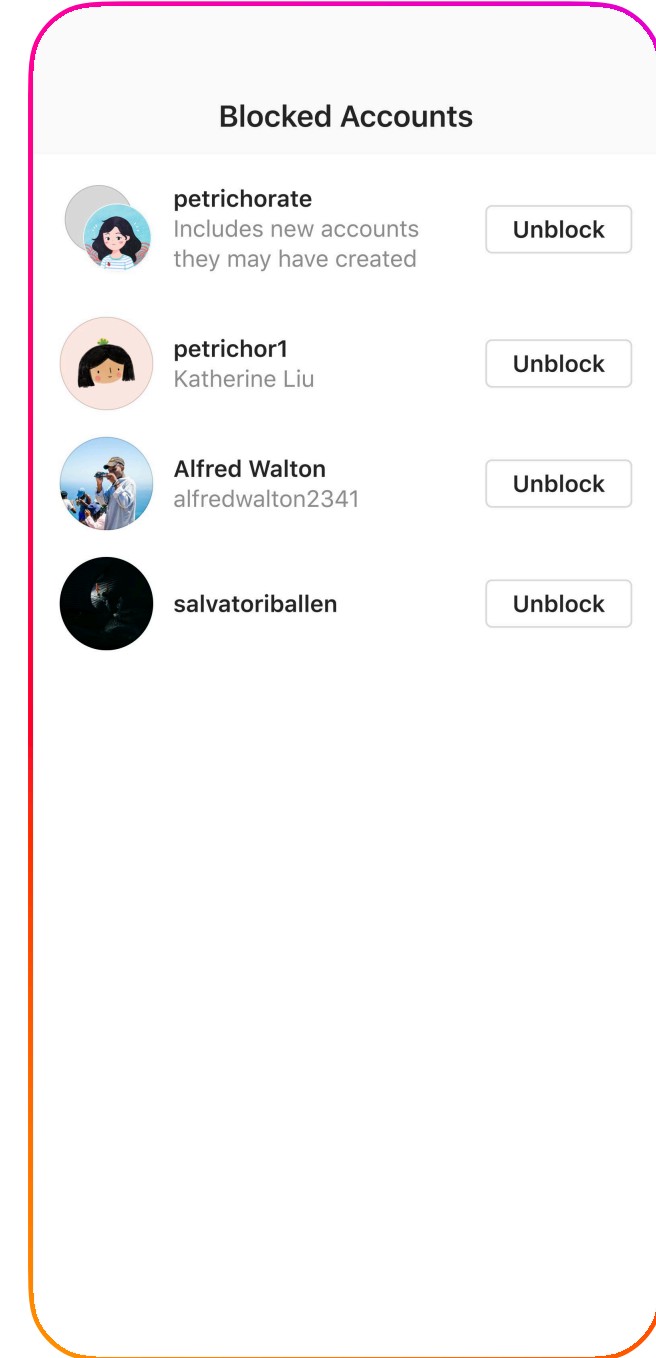 Blocked Accounts
petrichorate
Includes new accounts
they may have created
Unblock
petrichor1
Katherine Liu
Unblock
Alfred Walton
alfredwalton2341
Unblock
salvatoriballen
Unblock